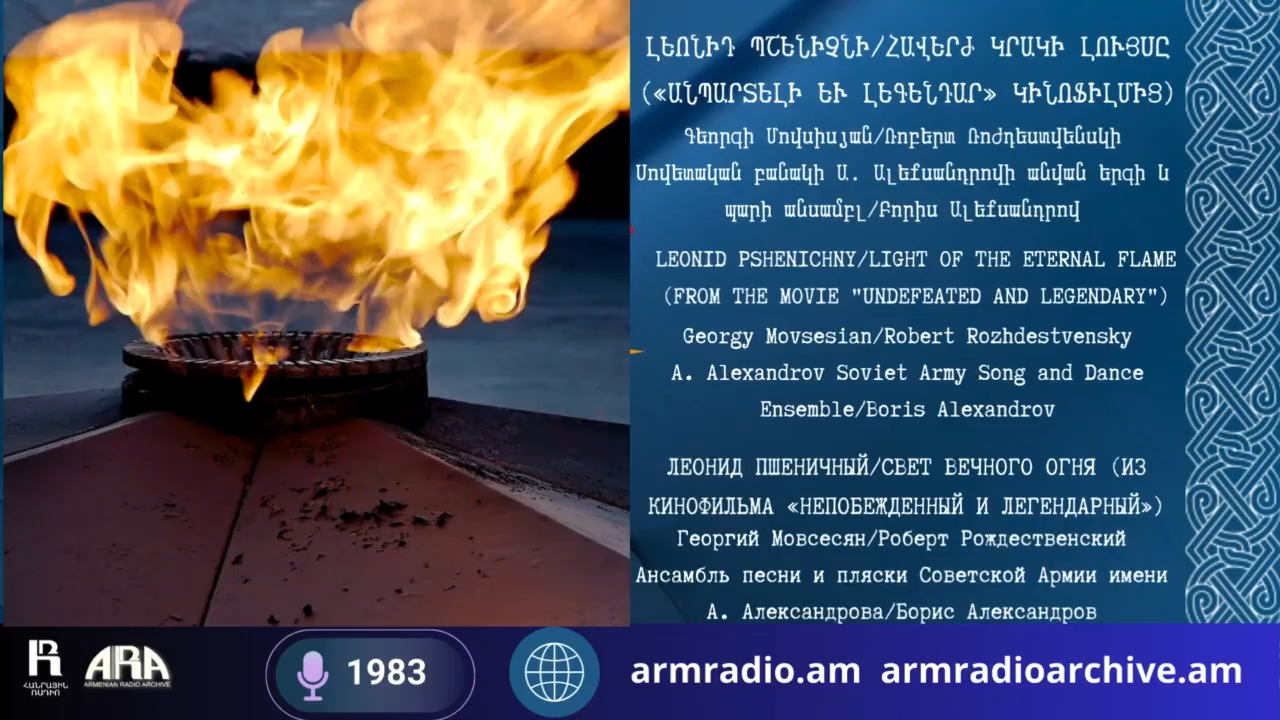 ԼԵՈՆԻԴ ՊՇԵՆԻՉՆԻ/ՀԱՎԵՐԺ ԿՐԱԿԻ ԼՈՒՅՍԸ
(«ԱՆՊԱՐՏԵԼԻ ԵՒ ԼԵԳԵՆԴԱՐ» ԿԻՆՈՖԻԼՄԻՑ)
Գեորգի Մովսիսյան/Ռոբերտ Ռոժդեստվենսկի
Սովետական բանակի Ա. Ալեքսանդրովի անվան երգի և
պարի անսամբլ/Բորիս Ալեքսանդրով
LEONID PSHENICHNY/LIGHT OF THE ETERNAL FLAME
(FROM THE MOVIE "UNDEFEATED AND LEGENDARY")
Georgy Movsesian/Robert Rozhdestvensky
A. Alexandrov Soviet Army Song and Dance
Ensemble/Boris Alexandrov
ЛЕОНИД ПШЕНИЧНЫЙ/СВЕТ ВЕЧНОГО ОГНЯ (ИЗ
КИНОФИЛЬМА «НЕПОБЕЖДЕННЫЙ И ЛЕГЕНДАРНЫЙ»)
Георгий Мовсесян/Роберт Рождественский
Ансамбль песни и пляски Советской Армии имени
А. Александрова/Борис Александров
ՀԱՆՐԱՅԻՆ
ՌԱԴԻՈ
ARA
ARMENIAN RADIO ARCHIVE
1983
armradio.am armradioarchive.am